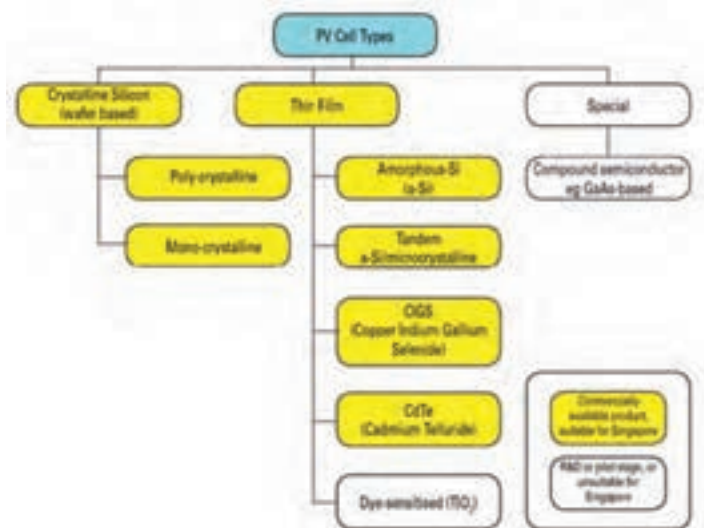 PV Cell Types
Crystalline Silicon
(wafer based)
Thin Film
Special
Poly-crystalline
Mono-crystalline
Amorphous-Si
(a-Si)
Tandem
a-Si/microcrystalline
CIGS
(Copper Indium Gallium
Selenide)
CdTe
(Cadmium Telluride)
Dye-sensitised (TiO₂)
Compound semiconductor
eg GaAs-based
Commercially-
available product,
suitable for Singapore
R&D or pilot stage, or
unsuitable for
Singapore